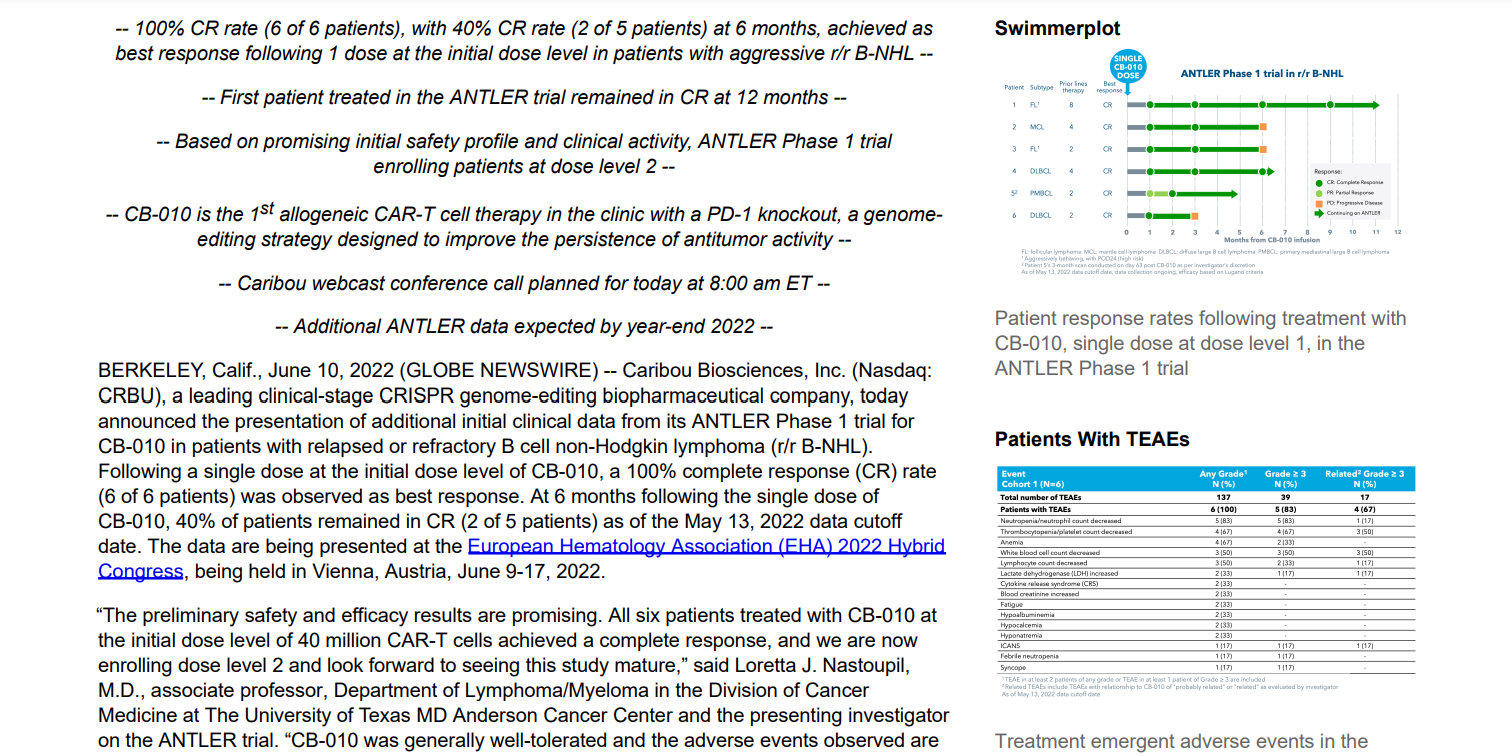 -- 100% CR rate (6 of 6 patients), with 40% CR rate (2 of 5 patients) at 6 months, achieved as
best response following 1 dose at the initial dose level in patients with aggressive r/r B-NHL --
-- First patient treated in the ANTLER trial remained in CR at 12 months --
-- Based on promising initial safety profile and clinical activity, ANTLER Phase 1 trial
enrolling patients at dose level 2 --
-- CB-010 is the 1st allogeneic CAR-T cell therapy in the clinic with a PD-1 knockout, a genome-
editing strategy designed to improve the persistence of antitumor activity --
-- Caribou webcast conference call planned for today at 8:00 am ET --
-- Additional ANTLER data expected by year-end 2022 --
BERKELEY, Calif., June 10, 2022 (GLOBE NEWSWIRE) -- Caribou Biosciences, Inc. (Nasdaq:
CRBU), a leading clinical-stage CRISPR genome-editing biopharmaceutical company, today
announced the presentation of additional initial clinical data from its ANTLER Phase 1 trial for
CB-010 in patients with relapsed or refractory B cell non-Hodgkin lymphoma (r/r B-NHL).
Following a single dose at the initial dose level of CB-010, a 100% complete response (CR) rate
(6 of 6 patients) was observed as best response. At 6 months following the single dose of
CB-010, 40% of patients remained in CR (2 of 5 patients) as of the May 13, 2022 data cutoff
date. The data are being presented at the European Hematology Association (EHA) 2022 Hybrid
Congress, being held in Vienna, Austria, June 9-17, 2022.
“The preliminary safety and efficacy results are promising. All six patients treated with CB-010 at
the initial dose level of 40 million CAR-T cells achieved a complete response, and we are now
enrolling dose level 2 and look forward to seeing this study mature,” said Loretta J. Nastoupil,
M.D., associate professor, Department of Lymphoma/Myeloma in the Division of Cancer
Medicine at The University of Texas MD Anderson Cancer Center and the presenting investigator
on the ANTLER trial. “CB-010 was generally well-tolerated and the adverse events observed are
Swimmerplot
SINGLE
CB-010
DOSE
ANTLER Phase 1 trial in r/r B-NHL
Patient Subtype Prior lines therapy Best response
1 FL¹ 8 CR
2 MCL 4 CR
3 FL¹ 2 CR
4 DLBCL 4 CR
5² PMBCL 2 CR
6 DLBCL 2 CR
Response:
CR: Complete Response
PR: Partial Response
PD: Progressive Disease
Continuing on ANTLER
0 1 2 3 4 5 6 7 8 9 10 11 12
Months from CB-010 infusion
FL: follicular lymphoma MCL: mantle cell lymphoma DLBCL: diffuse large B cell lymphoma PMBCL: primary mediastinal large B cell lymphoma
¹ Aggressively behaving, with POD24 (high risk)
² Patient 5's 3-month scan conducted on day 63 post CB-010 as per investigator's discretion
As of May 13, 2022 data cutoff date, data collection ongoing, efficacy based on Lugano criteria
Patient response rates following treatment with
CB-010, single dose at dose level 1, in the
ANTLER Phase 1 trial
Patients With TEAEs
Event Any Grade¹ Grade ≥ 3 Related² Grade ≥ 3
Cohort 1 (N=6) N (%) N (%) N (%)
Total number of TEAEs 137 39 17
Patients with TEAEs 6 (100) 5 (83) 4 (67)
Neutropenia/neutrophil count decreased 5 (83) 5 (83) 1 (17)
Thrombocytopenia/platelet count decreased 4 (67) 4 (67) 3 (50)
Anemia 4 (67) 2 (33) -
White blood cell count decreased 3 (50) 3 (50) 3 (50)
Lymphocyte count decreased 3 (50) 2 (33) 1 (17)
Lactate dehydrogenase (LDH) increased 2 (33) 1 (17) 1 (17)
Cytokine release syndrome (CRS) 2 (33) - -
Blood creatinine increased 2 (33) - -
Fatigue 2 (33) - -
Hypoalbuminemia 2 (33) - -
Hypocalcemia 2 (33) - -
Hyponatremia 2 (33) - -
ICANS 1 (17) 1 (17) 1 (17)
Febrile neutropenia 1 (17) 1 (17) -
Syncope 1 (17) 1 (17) -
¹ TEAE in at least 2 patients of any grade or TEAE in at least 1 patient of Grade ≥ 3 are included
² Related TEAEs include TEAEs with relationship to CB-010 of "probably related" or "related" as evaluated by investigator
As of May 13, 2022 data cutoff date
Treatment emergent adverse events in the